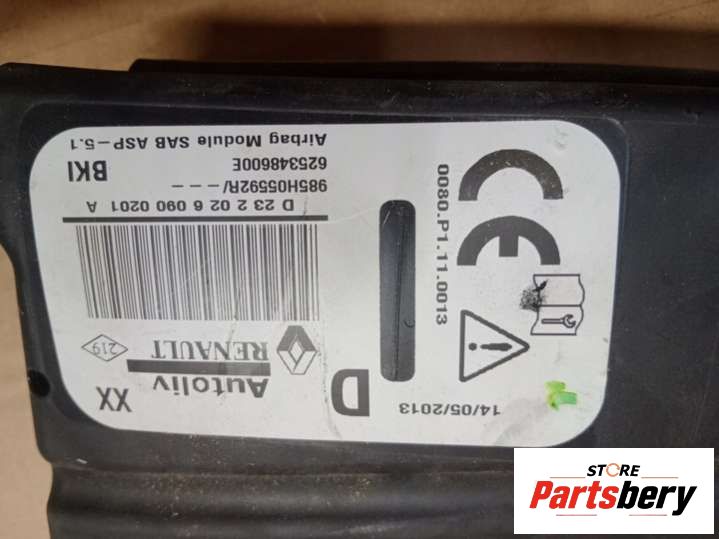 XX
Autoliv
RENAULT
219
D 23 2 02 6 090 0201 A
985H05592R/- - -
625348600E
BKI
Airbag Module SAB ASP-5.1
D
14/05/2013
0080.P1.11.0013
CE
STORE
Partsbery